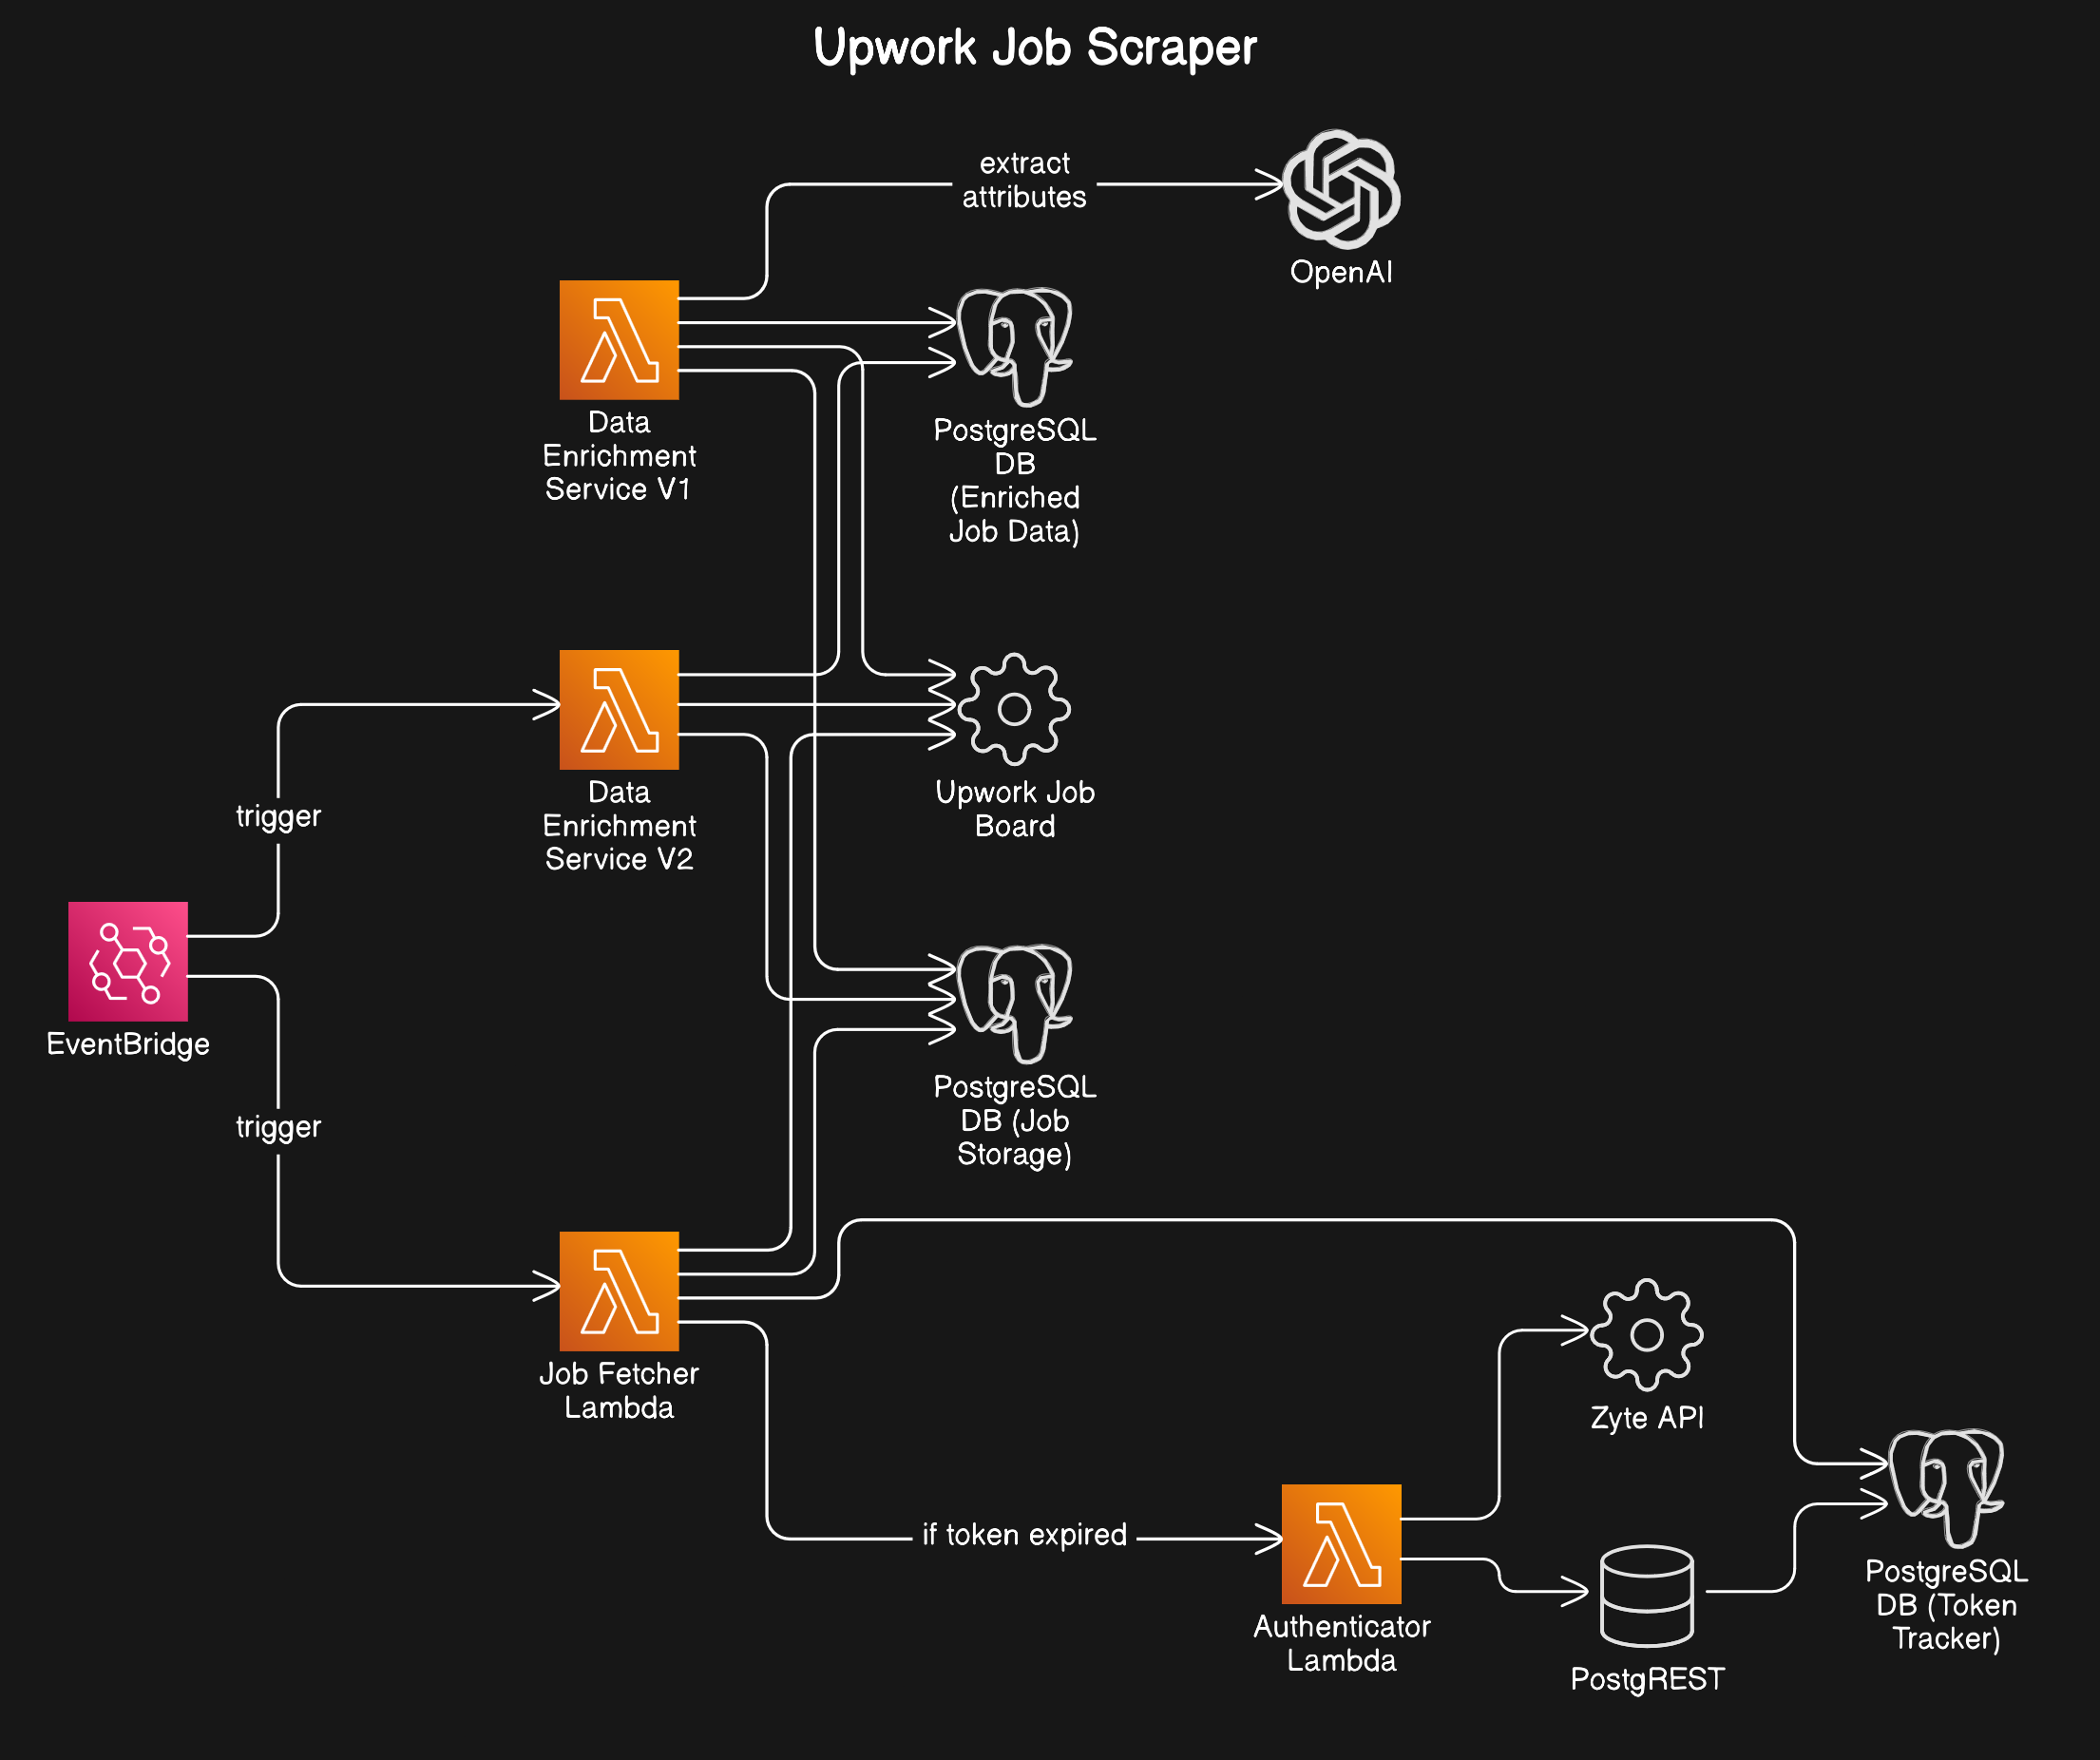 Upwork Job Scraper
extract
attributes
OpenAI
Data
Enrichment
Service V1
PostgreSQL
DB
(Enriched
Job Data)
trigger
Data
Enrichment
Service V2
Upwork Job
Board
EventBridge
trigger
PostgreSQL
DB (Job
Storage)
Job Fetcher
Lambda
if token expired
Zyte API
Authenticator
Lambda
PostgREST
PostgreSQL
DB (Token
Tracker)